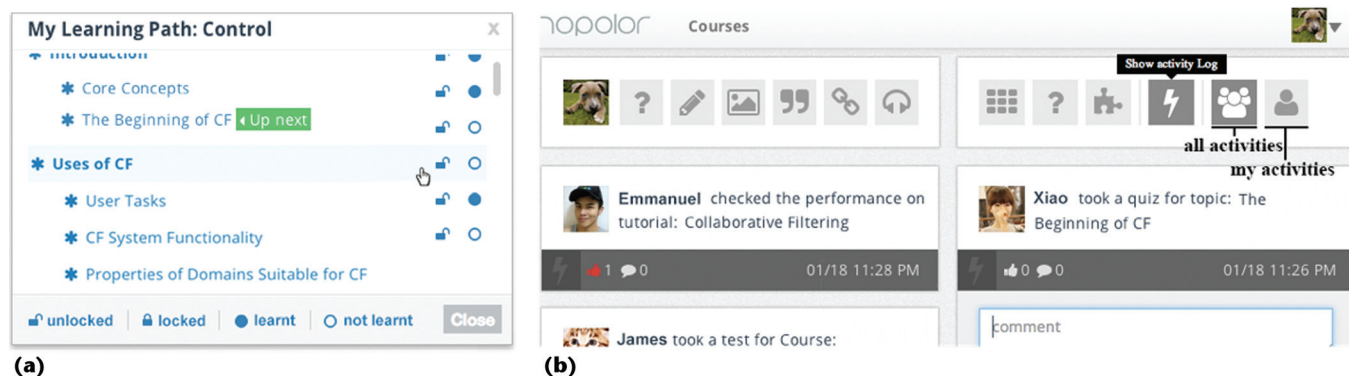 My Learning Path: Control
x
Introduction
Core Concepts
The Beginning of CF Up next
Uses of CF
User Tasks
CF System Functionality
Properties of Domains Suitable for CF
unlocked locked learnt not learnt Close
(a)
nopolor Courses
Show activity Log
? ?
all activities
my activities
Emmanuel checked the performance on
tutorial: Collaborative Filtering
1 0 01/18 11:28 PM
James took a test for Course:
Xiao took a quiz for topic: The
Beginning of CF
0 0 01/18 11:26 PM
comment
(b)